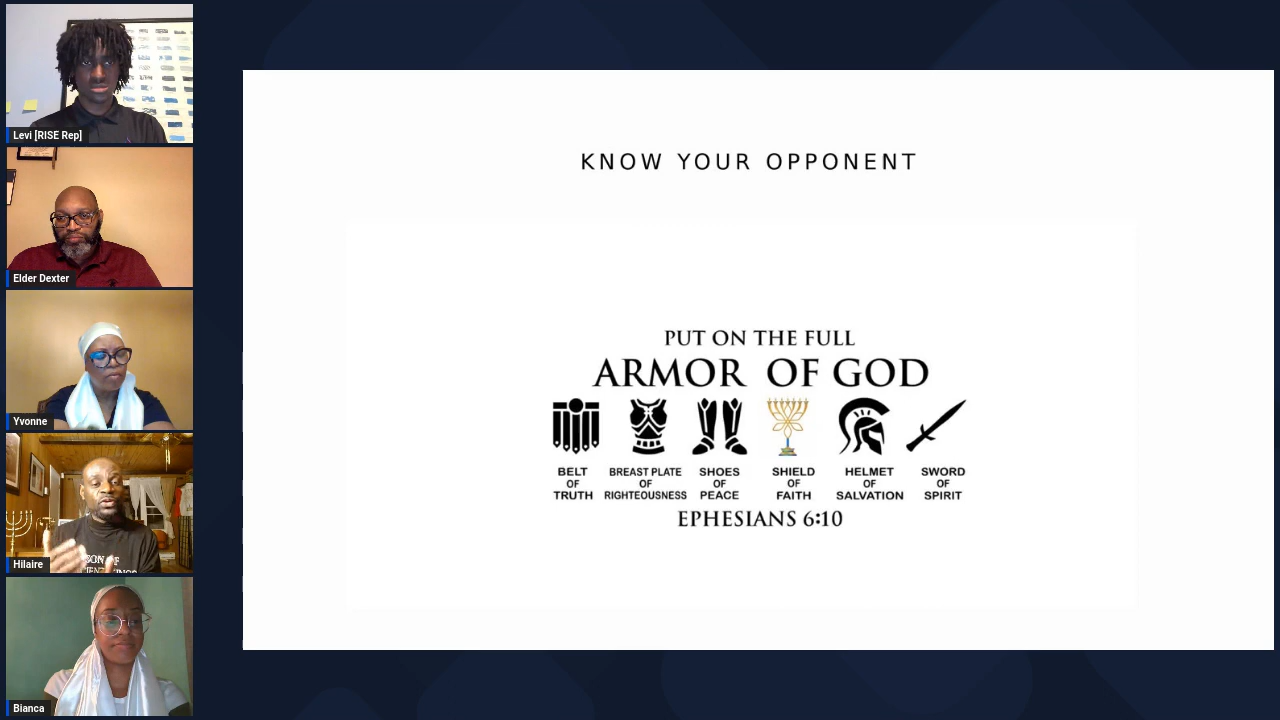 Levi [RISE Rep]
Elder Dexter
Yvonne
Hilaire
Bianca
KNOW YOUR OPPONENT
PUT ON THE FULL
ARMOR OF GOD
BELT
OF
TRUTH
BREAST PLATE
OF
RIGHTEOUSNESS
SHOES
OF
PEACE
SHIELD
OF
FAITH
HELMET
OF
SALVATION
SWORD
OF
SPIRIT
EPHESIANS 6:10